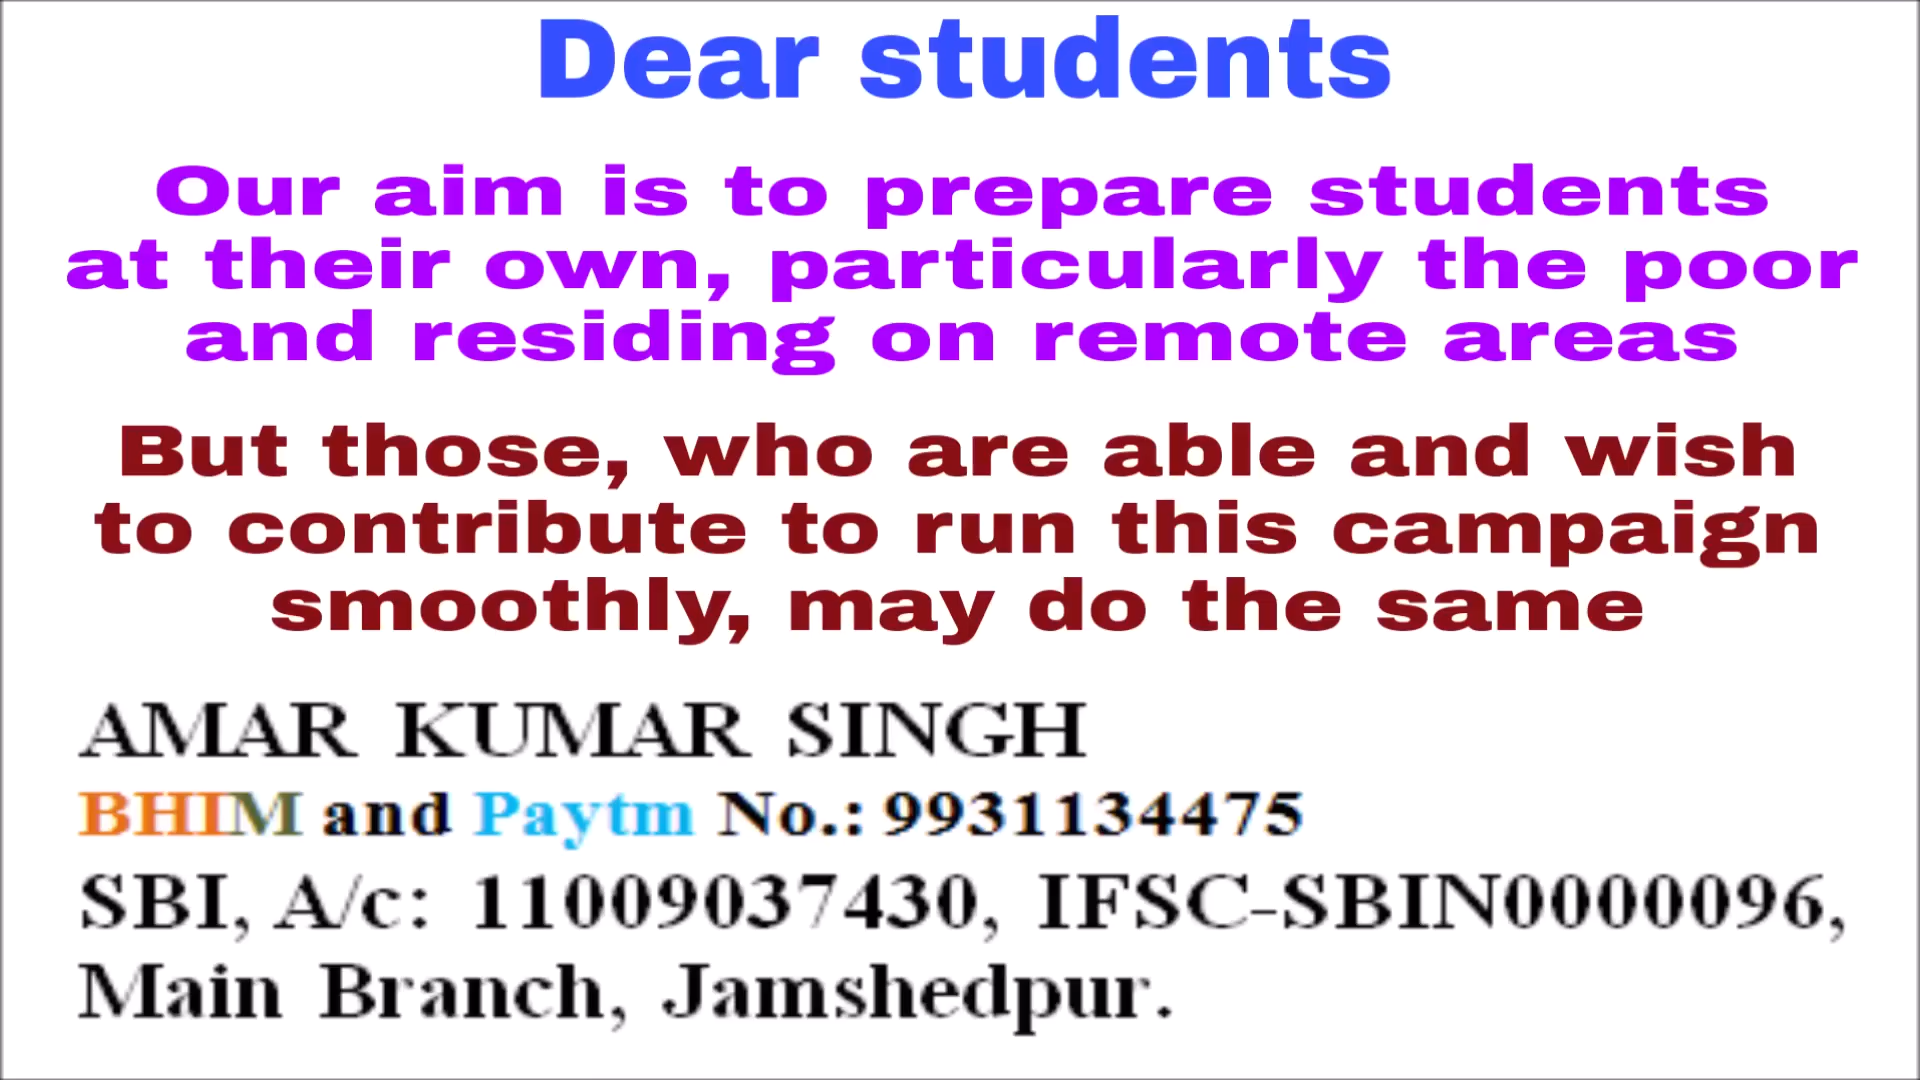 Dear students
Our aim is to prepare students
at their own, particularly the poor
and residing on remote areas
But those, who are able and wish
to contribute to run this campaign
smoothly, may do the same
AMAR KUMAR SINGH
BHIM and Paytm No.: 9931134475
SBI, A/c: 11009037430, IFSC-SBIN0000096,
Main Branch, Jamshedpur.